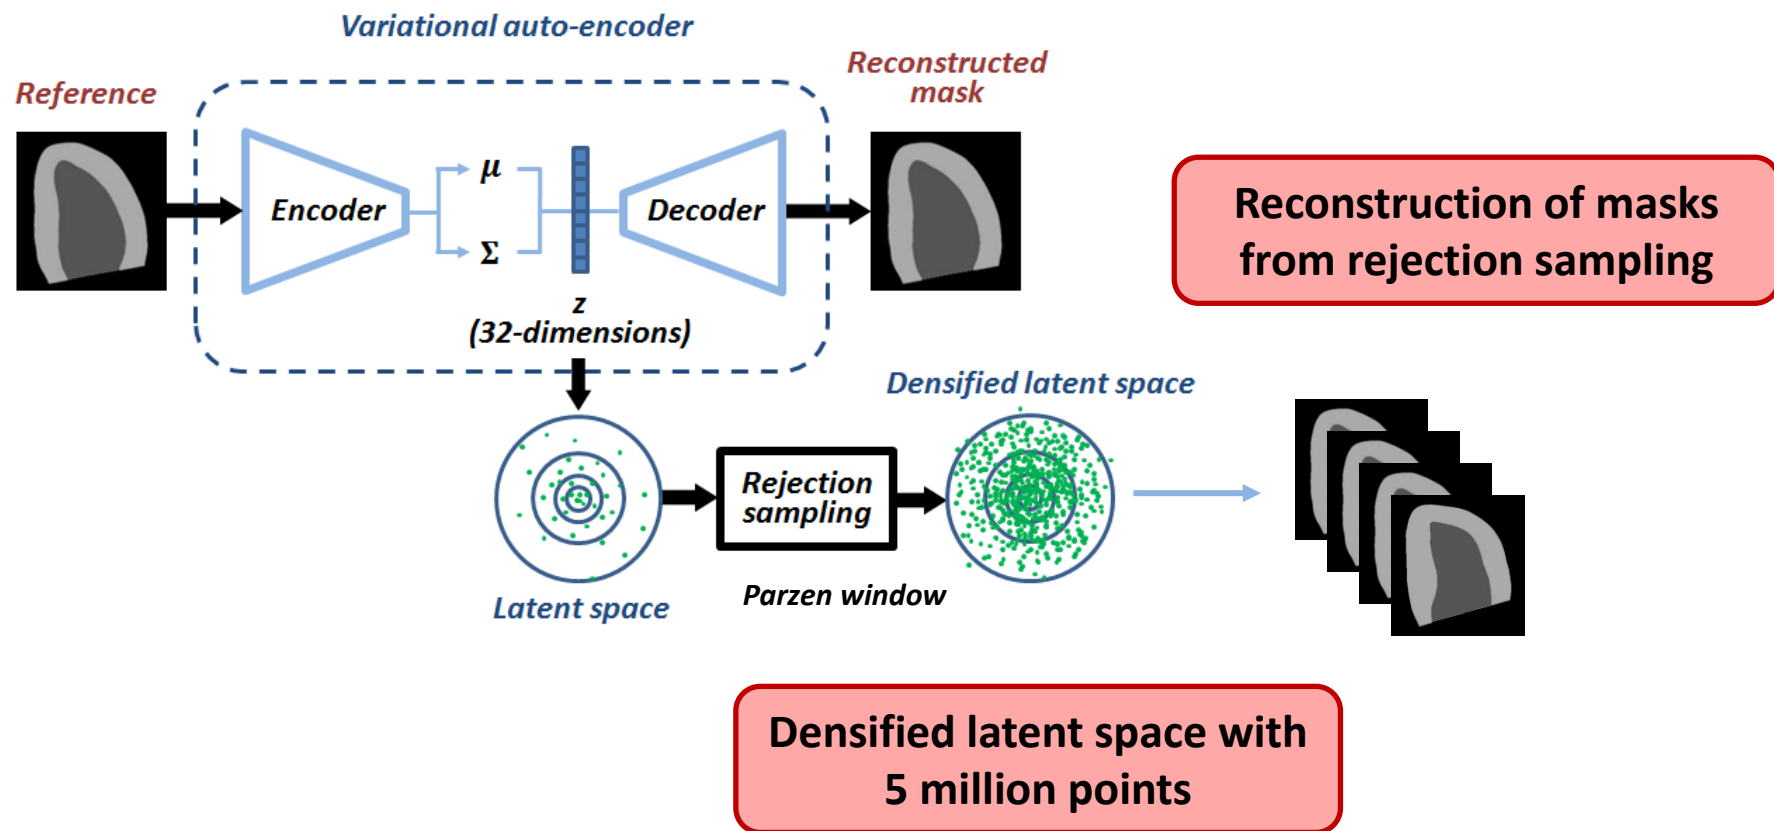 Variational auto-encoder
Reference
Reconstructed
mask
Encoder
μ
Σ
Decoder
z
(32-dimensions)
Reconstruction of masks
from rejection sampling
Densified latent space
Rejection
sampling
Latent space
Parzen window
Densified latent space with
5 million points